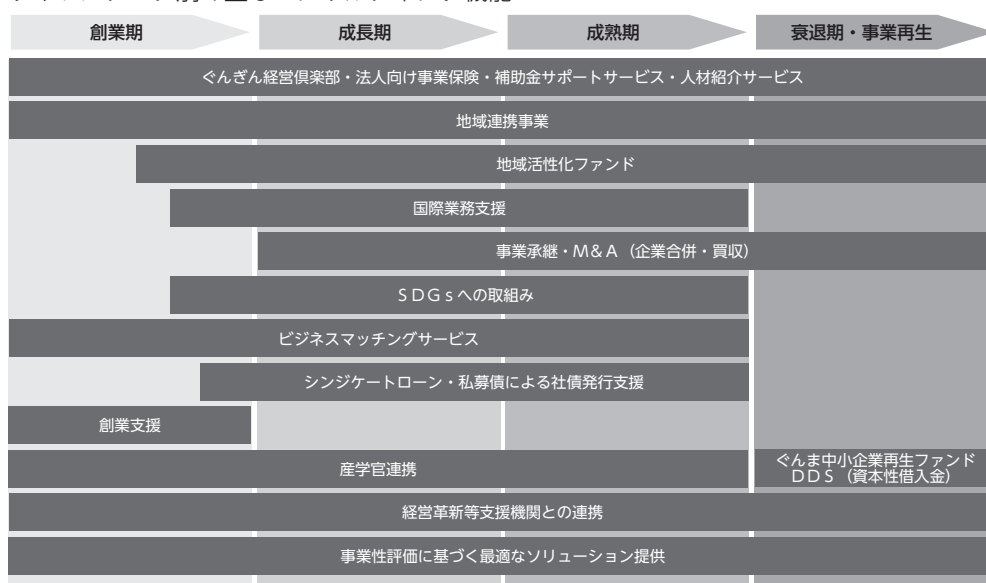 創業期
成長期
成熟期
衰退期・事業再生
ぐんぎん経営倶楽部・法人向け事業保険・補助金サポートサービス・人材紹介サービス
地域連携事業
地域活性化ファンド
国際業務支援
事業承継・M&A（企業合併・買収）
SDGsへの取組み
ビジネスマッチングサービス
シンジケートローン・私募債による社債発行支援
創業支援
産学官連携
ぐんま中小企業再生ファンド
DDS（資本性借入金）
経営革新等支援機関との連携
事業性評価に基づく最適なソリューション提供